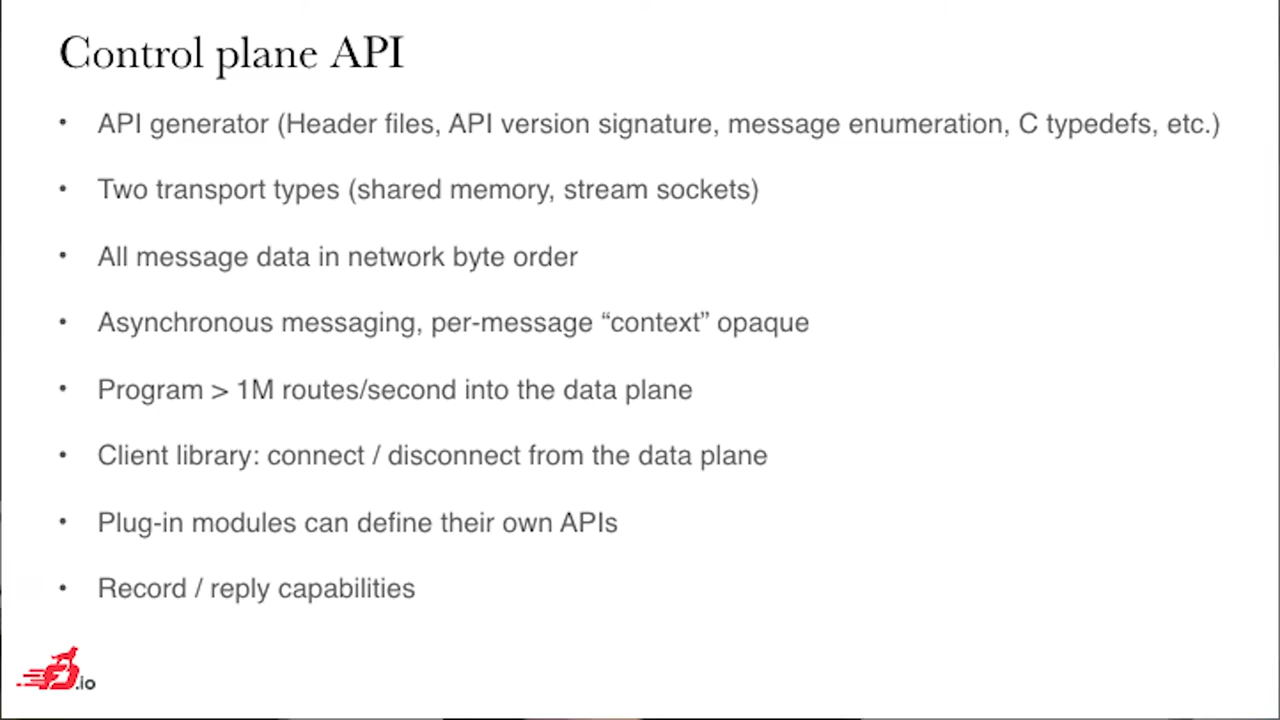 Control plane API
• API generator (Header files, API version signature, message enumeration, C typedefs, etc.)
• Two transport types (shared memory, stream sockets)
• All message data in network byte order
• Asynchronous messaging, per-message “context” opaque
• Program > 1M routes/second into the data plane
• Client library: connect / disconnect from the data plane
• Plug-in modules can define their own APIs
• Record / reply capabilities
.io